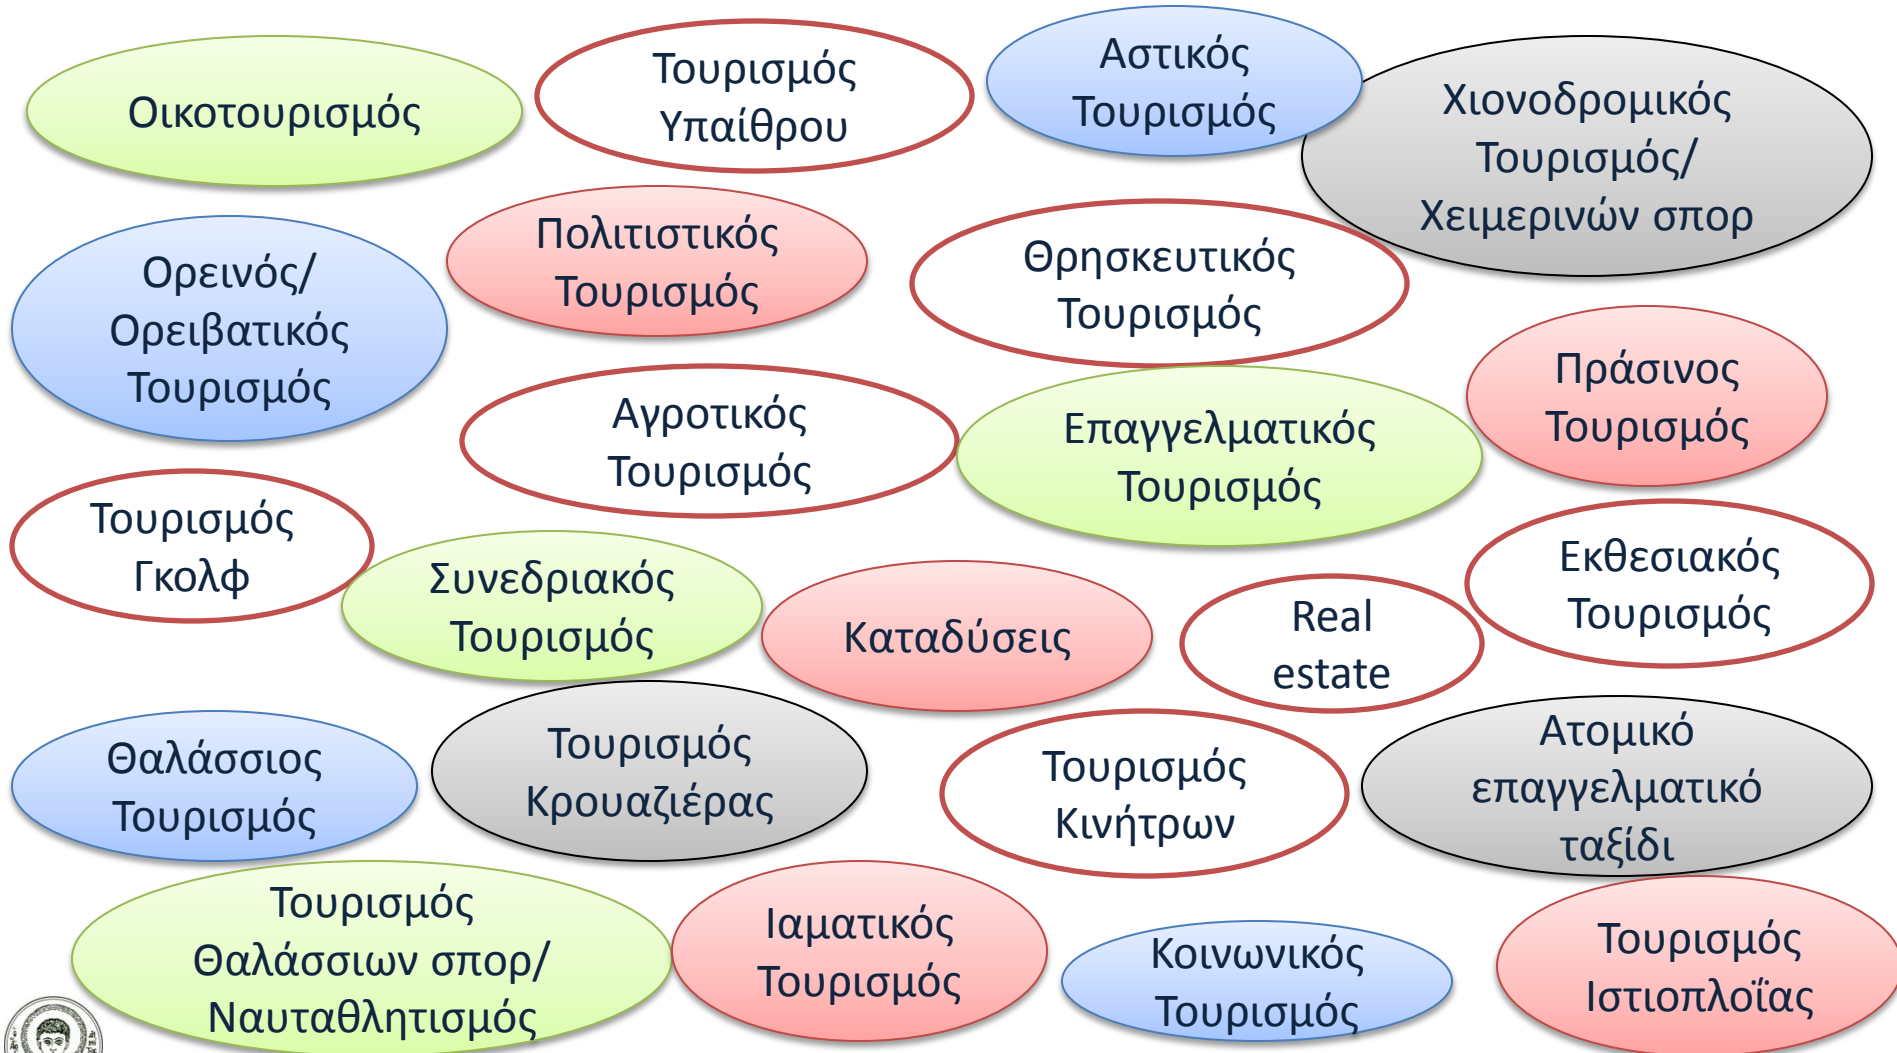 Οικοτουρισμός
Τουρισμός
Υπαίθρου
Αστικός
Τουρισμός
Χιονοδρομικός
Τουρισμός/
Χειμερινών σπορ
Ορεινός/
Ορειβατικός
Τουρισμός
Πολιτιστικός
Τουρισμός
Θρησκευτικός
Τουρισμός
Πράσινος
Τουρισμός
Αγροτικός
Τουρισμός
Επαγγελματικός
Τουρισμός
Τουρισμός
Γκολφ
Συνεδριακός
Τουρισμός
Καταδύσεις
Real
estate
Εκθεσιακός
Τουρισμός
Θαλάσσιος
Τουρισμός
Τουρισμός
Κρουαζιέρας
Τουρισμός
Κινήτρων
Ατομικό
επαγγελματικό
ταξίδι
Τουρισμός
Θαλάσσιων σπορ/
Ναυταθλητισμός
Ιαματικός
Τουρισμός
Κοινωνικός
Τουρισμός
Τουρισμός
Ιστιοπλοΐας